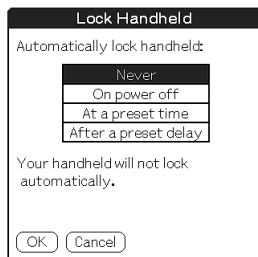 Lock Handheld
Automatically lock handheld:
Never
On power off
At a preset time
After a preset delay
Your handheld will not lock
automatically.
OK Cancel